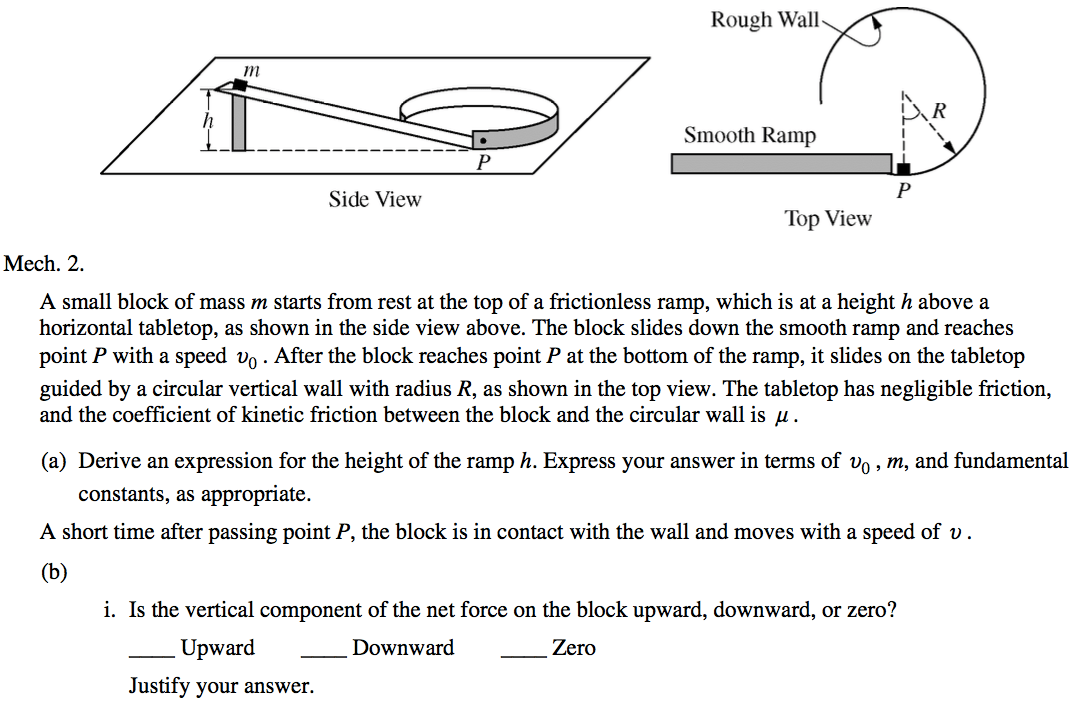 Rough Wall
m
h
R
Smooth Ramp
P
P
Side View
Top View
Mech. 2.
A small block of mass m starts from rest at the top of a frictionless ramp, which is at a height h above a
horizontal tabletop, as shown in the side view above. The block slides down the smooth ramp and reaches
point P with a speed υ₀ . After the block reaches point P at the bottom of the ramp, it slides on the tabletop
guided by a circular vertical wall with radius R, as shown in the top view. The tabletop has negligible friction,
and the coefficient of kinetic friction between the block and the circular wall is μ .
(a) Derive an expression for the height of the ramp h. Express your answer in terms of υ₀ , m, and fundamental
constants, as appropriate.
A short time after passing point P, the block is in contact with the wall and moves with a speed of υ .
(b)
i. Is the vertical component of the net force on the block upward, downward, or zero?
____ Upward ____ Downward ____ Zero
Justify your answer.